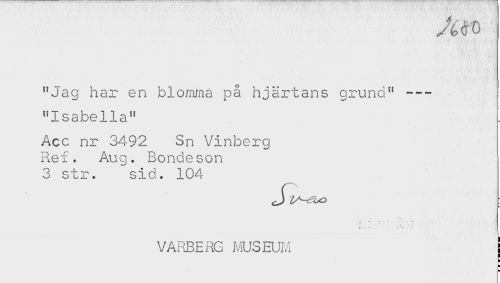 2680
"Jag har en blomma på hjärtans grund" ---
"Isabella"
Acc nr 3492   Sn Vinberg
Ref.  Aug. Bondeson
3 str.   sid. 104
Svas
VARBERG MUSEUM